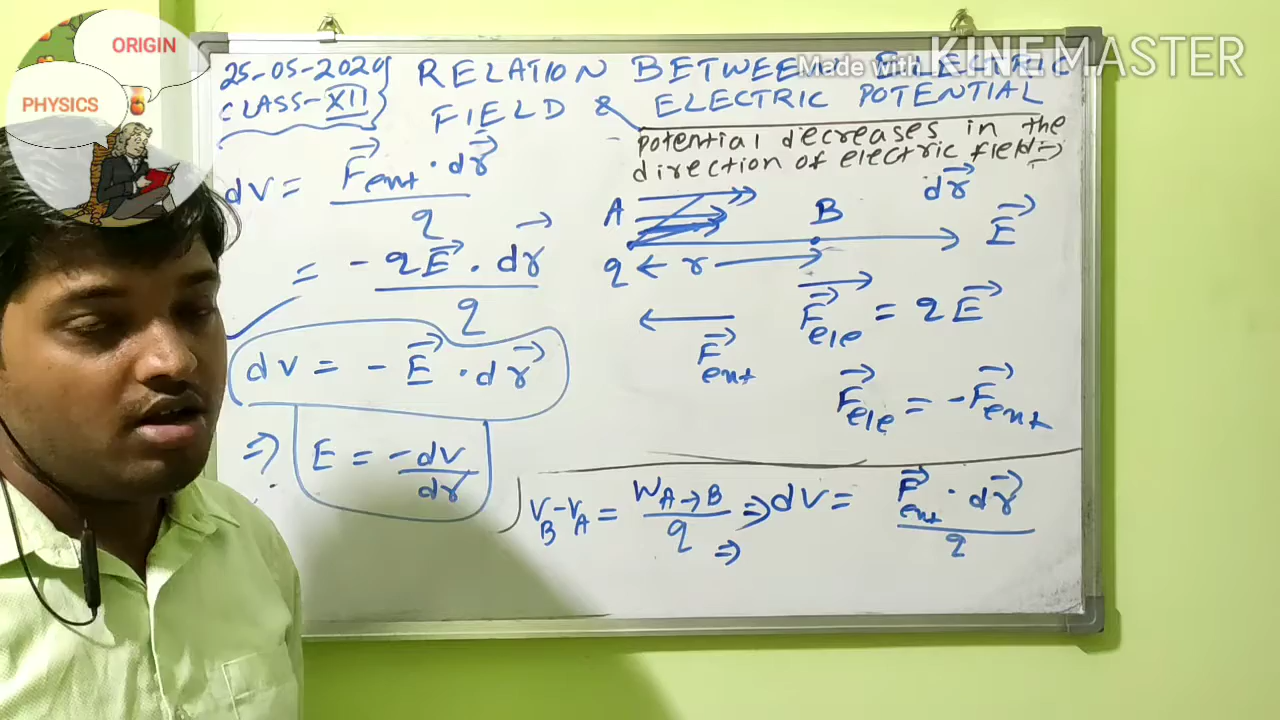 ORIGIN
PHYSICS
Made with KINEMASTER
25-05-2020
CLASS-XII
RELATION BETWEEN ELECTRIC
FIELD & ELECTRIC POTENTIAL
potential decreases in the
direction of electric field⇒
dV = F⃗ext · dr⃗ / q
= -qE⃗ · dr⃗ / q
dV = -E⃗ · dr⃗
⇒ E = -dV/dr
A B dr⃗
E⃗
q ← r →
F⃗ele = qE⃗
F⃗ext
F⃗ele = -F⃗ext
VB - VA = WA→B / q ⇒ dV = F⃗ext · dr⃗ / q
⇒